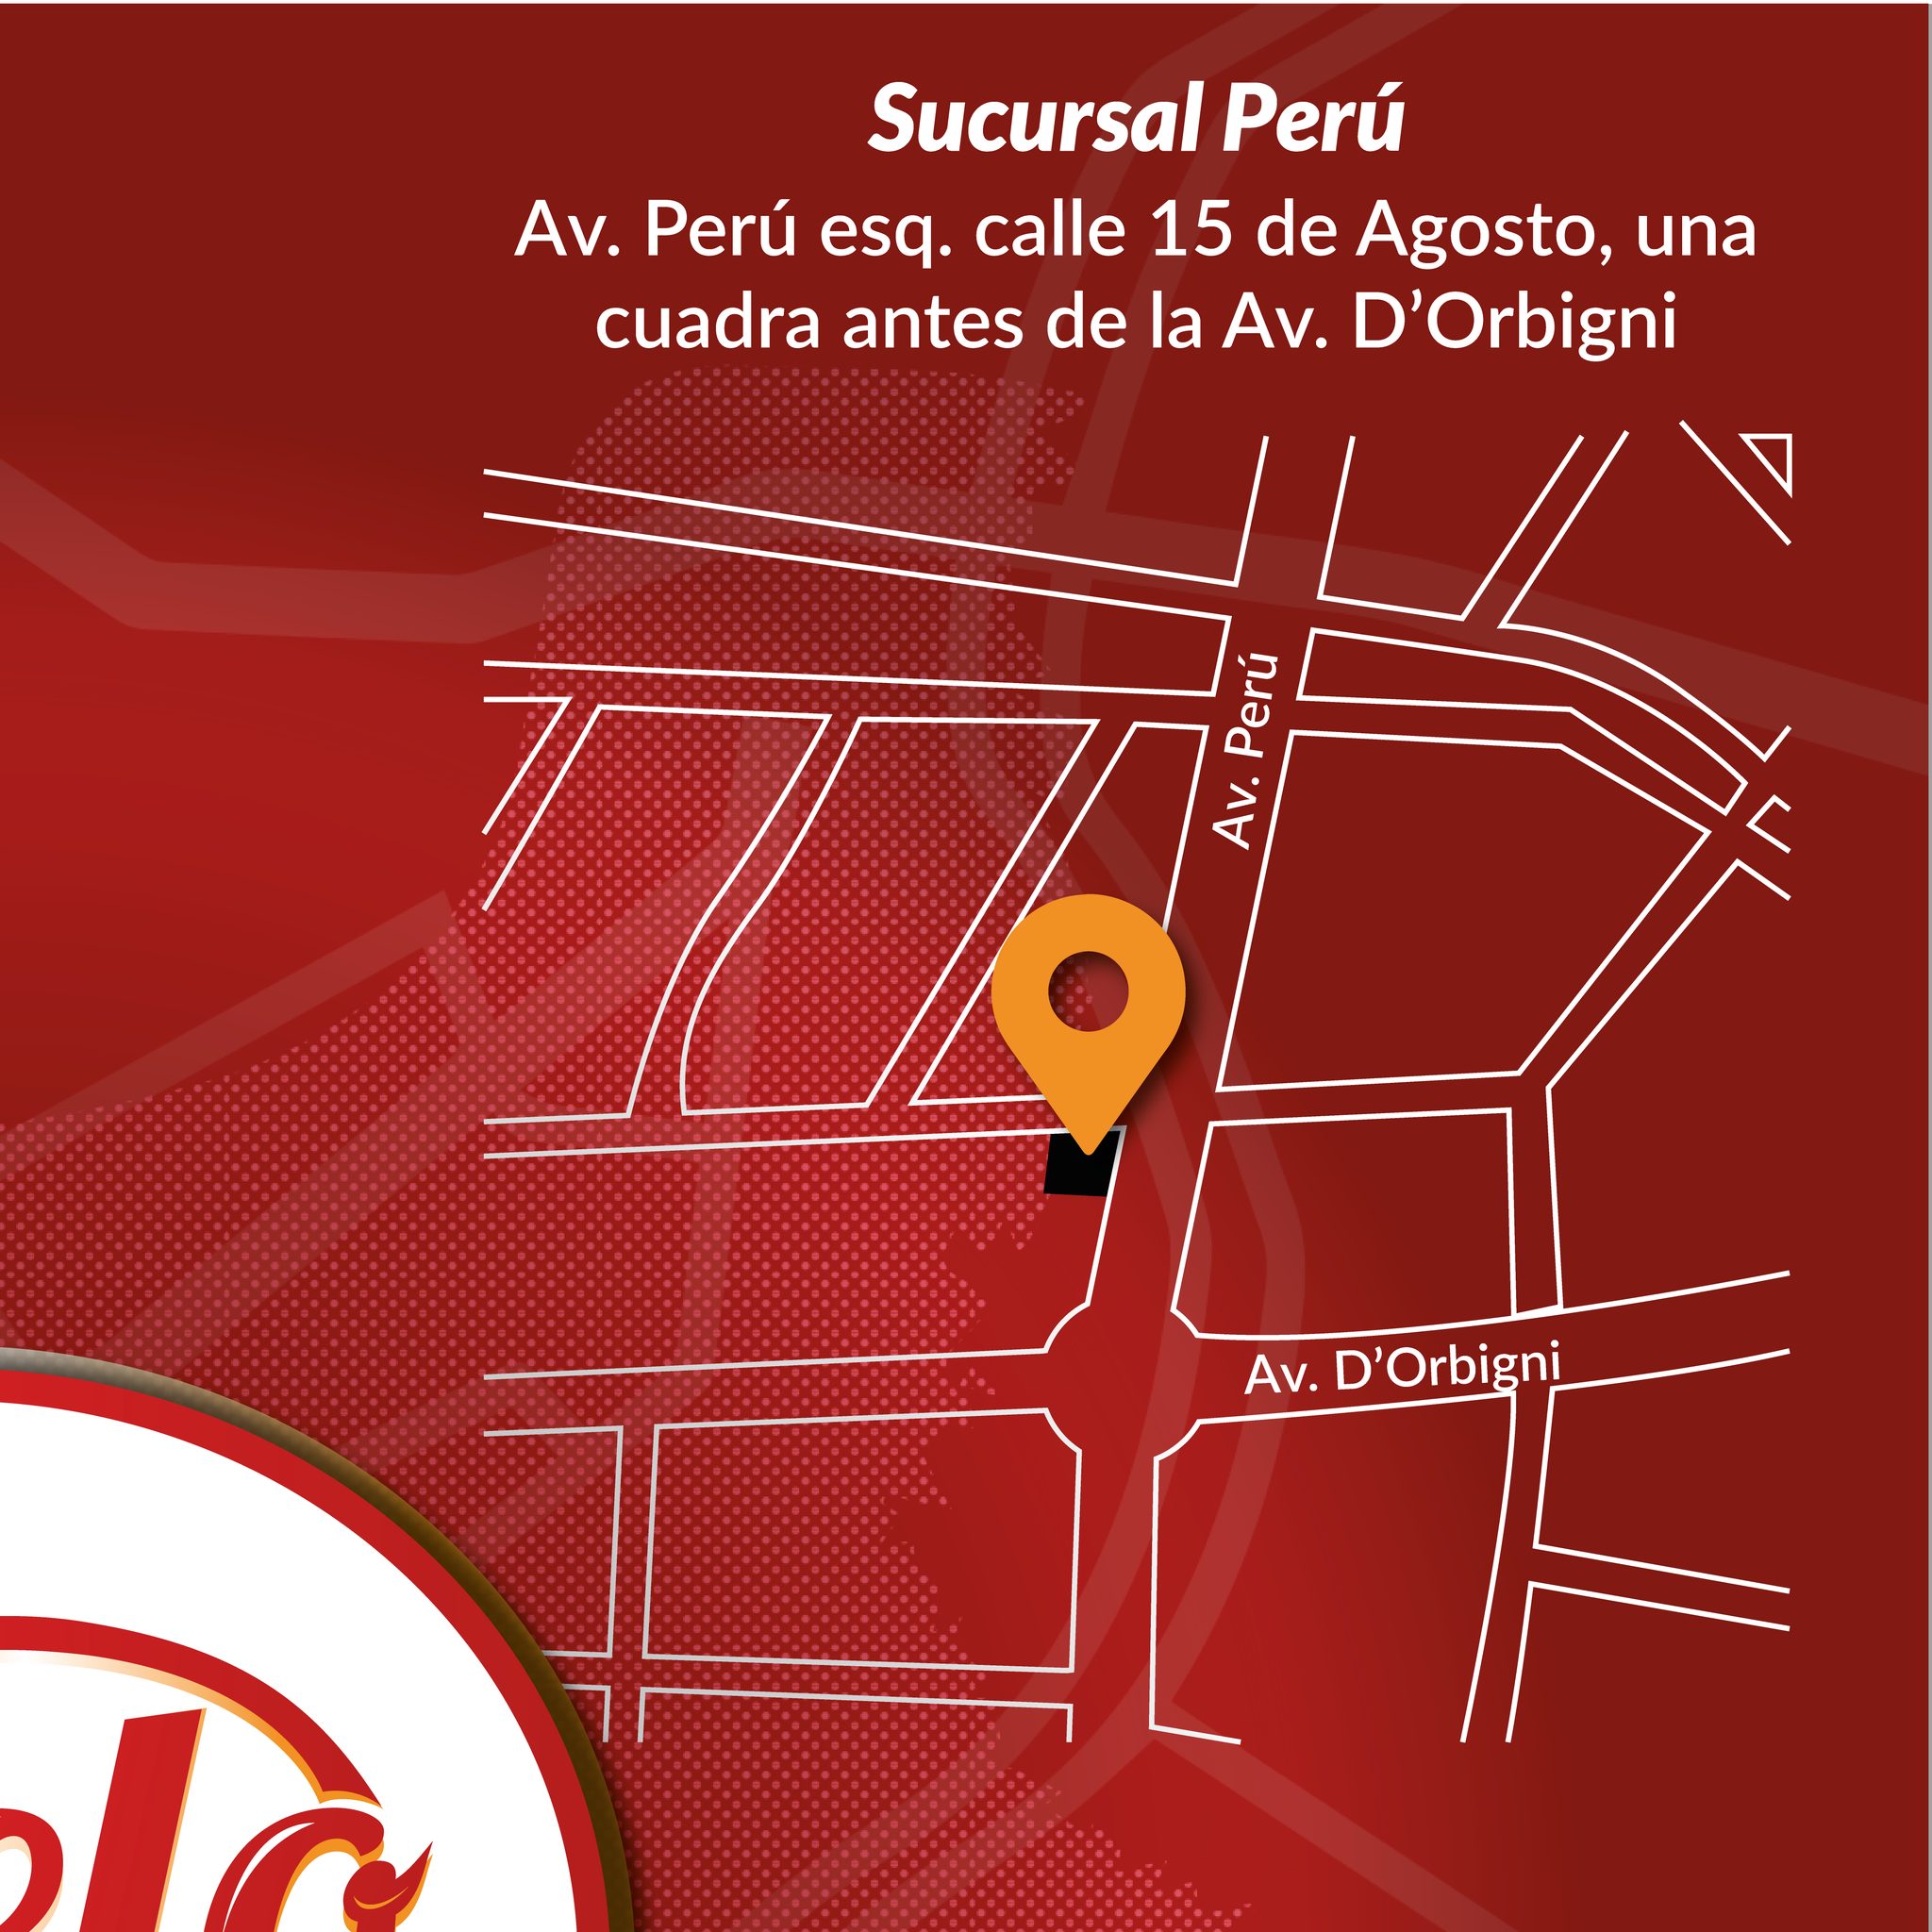 Sucursal Perú
Av. Perú esq. calle 15 de Agosto, una
cuadra antes de la Av. D’Orbigni
Av. Perú
Av. D’Orbigni